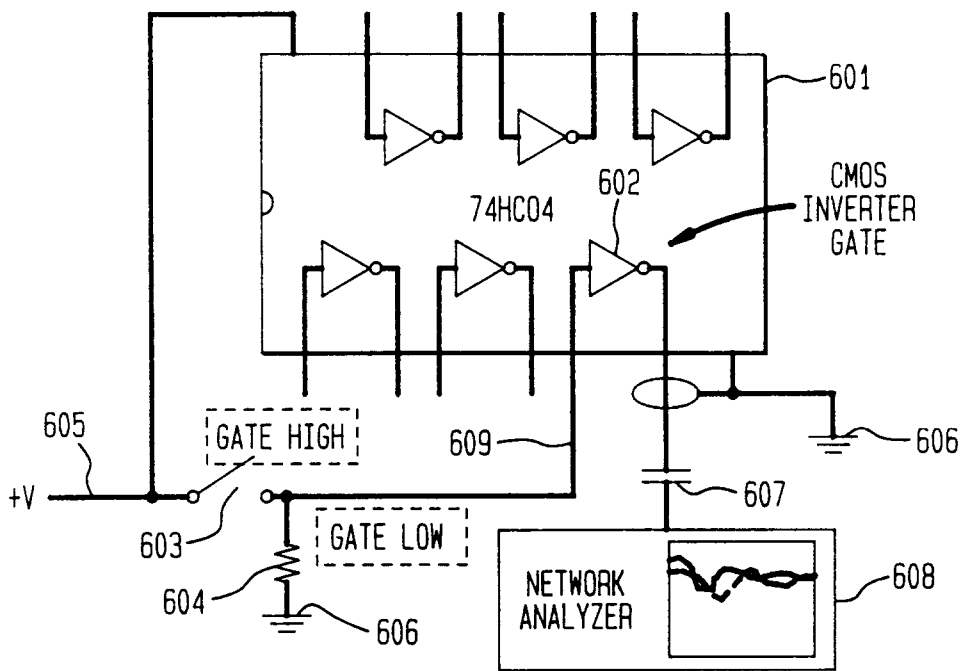 601
602
CMOS
INVERTER
GATE
74HC04
605
GATE HIGH
609
606
+V
603
GATE LOW
607
604
606
NETWORK
ANALYZER
608